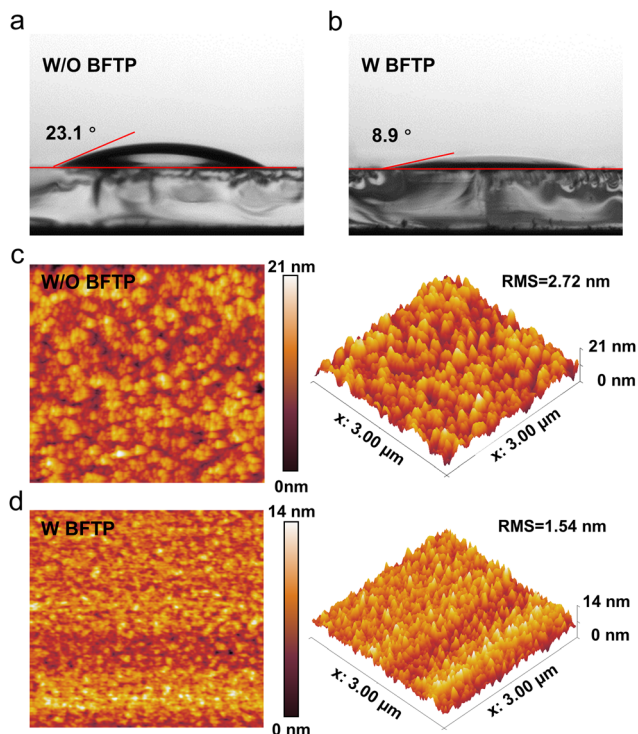 a
W/O BFTP
23.1 °
b
W BFTP
8.9 °
c
W/O BFTP
21 nm
0nm
RMS=2.72 nm
21 nm
0 nm
x: 3.00 µm
x: 3.00 µm
d
W BFTP
14 nm
0 nm
RMS=1.54 nm
14 nm
0 nm
x: 3.00 µm
x: 3.00 µm